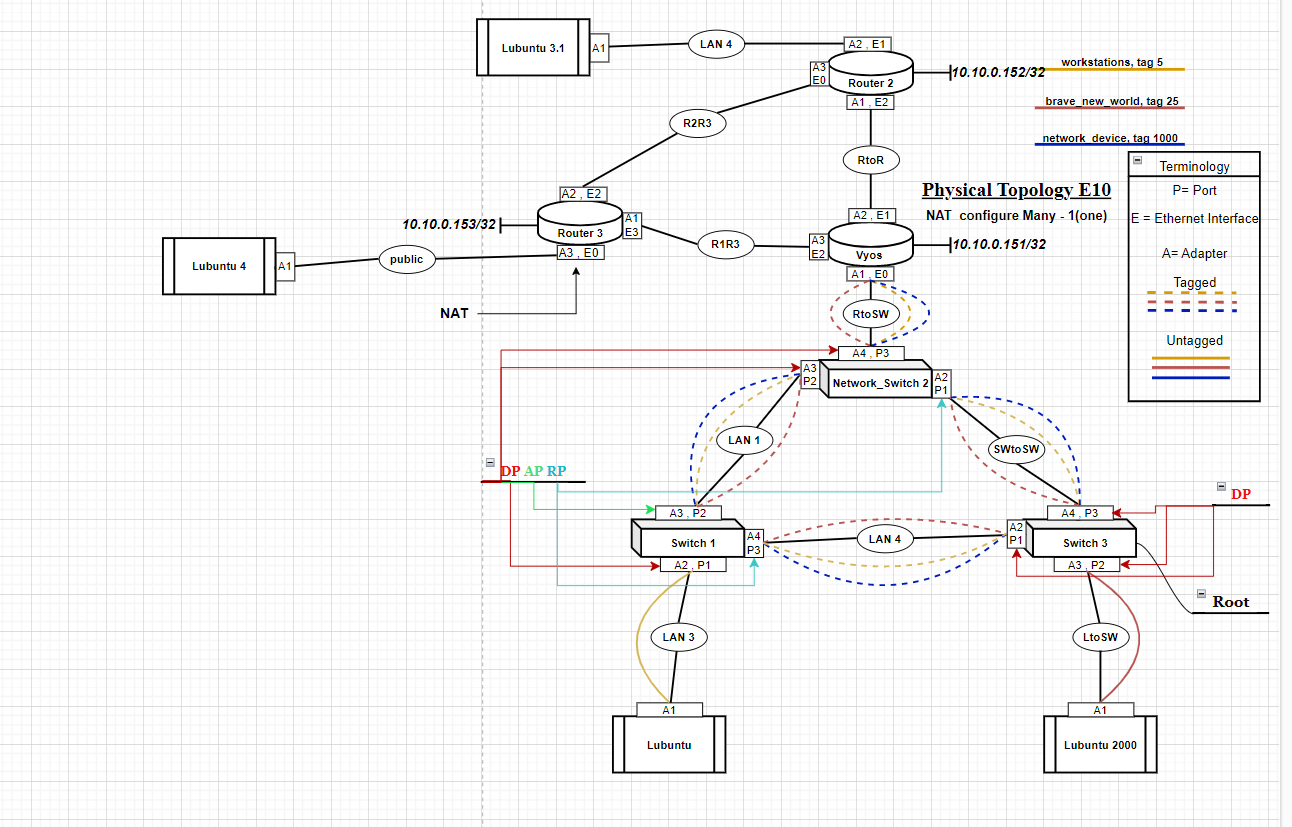 Lubuntu 3.1
A1
LAN 4
A2 , E1
A3
E0
Router 2
A1 , E2
10.10.0.152/32
workstations, tag 5
brave_new_world, tag 25
network_device, tag 1000
R2R3
RtoR
Terminology
P= Port
E = Ethernet Interface
A= Adapter
Tagged
Untagged
Physical Topology E10
NAT configure Many - 1(one)
A2 , E2
10.10.0.153/32
Router 3
A1
E3
A3 , E0
R1R3
A2 , E1
A3
E2
Vyos
A1 , E0
10.10.0.151/32
Lubuntu 4
A1
public
NAT
RtoSW
A4 , P3
A3
P2
Network_Switch 2
A2
P1
LAN 1
SWtoSW
DP AP RP
DP
A3 , P2
Switch 1
A4
P3
A2 , P1
LAN 4
A4 , P3
A2
P1
Switch 3
A3 , P2
Root
LAN 3
LtoSW
A1
Lubuntu
A1
Lubuntu 2000